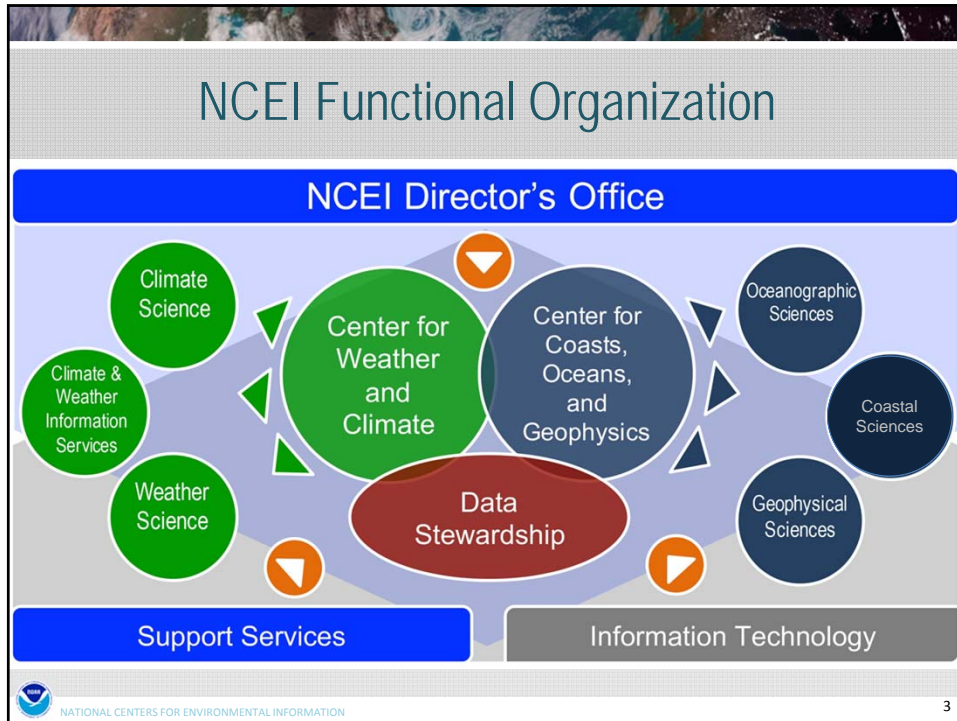 NCEI Functional Organization
NCEI Director's Office
Climate
Science
Climate &
Weather
Information
Services
Weather
Science
Center for
Weather
and
Climate
Center for
Coasts,
Oceans,
and
Geophysics
Data
Stewardship
Oceanographic
Sciences
Coastal
Sciences
Geophysical
Sciences
Support Services
Information Technology
NOAA
NATIONAL CENTERS FOR ENVIRONMENTAL INFORMATION
3